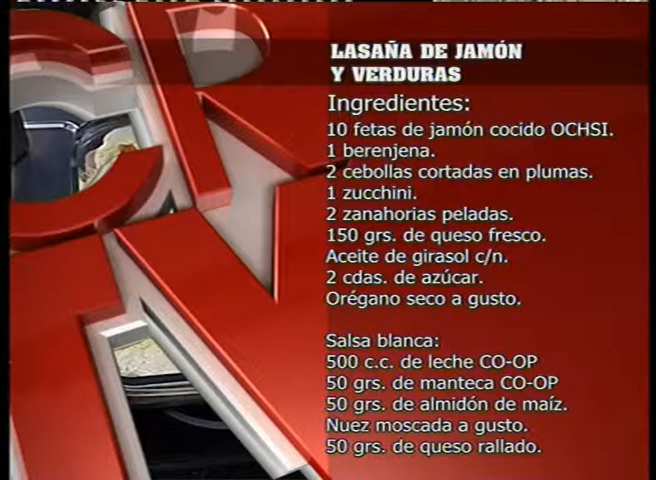 LASAÑA DE JAMÓN
Y VERDURAS
Ingredientes:
10 fetas de jamón cocido OCHSI.
1 berenjena.
2 cebollas cortadas en plumas.
1 zucchini.
2 zanahorias peladas.
150 grs. de queso fresco.
Aceite de girasol c/n.
2 cdas. de azúcar.
Orégano seco a gusto.
Salsa blanca:
500 c.c. de leche CO-OP
50 grs. de manteca CO-OP
50 grs. de almidón de maíz.
Nuez moscada a gusto.
50 grs. de queso rallado.